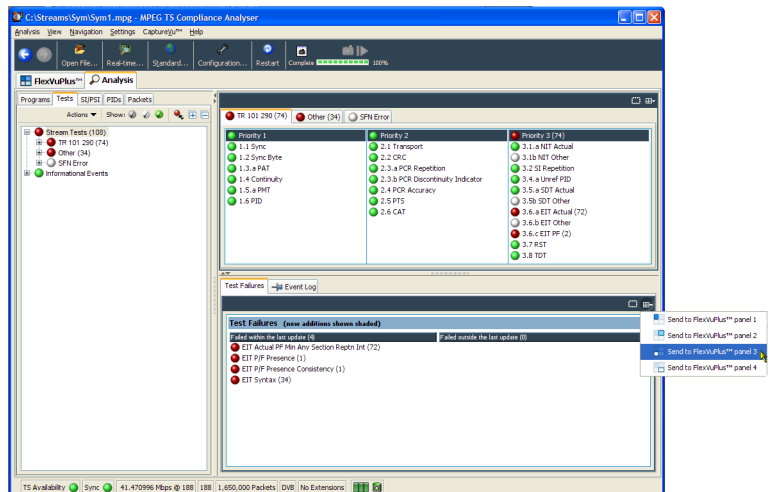 C:\Streams\Sym\Sym1.mpg - MPEG TS Compliance Analyser
Analysis View Navigation Settings CaptureVu™ Help
Open File... Real-time... Standard... Configuration... Restart Complete 100%
FlexVuPlus™ Analysis
Programs Tests SI/PSI PIDs Packets
Actions Show:
Stream Tests (108)
TR 101 290 (74)
Other (34)
SFN Error
Informational Events
TR 101 290 (74) Other (34) SFN Error
Priority 1
1.1 Sync
1.2 Sync Byte
1.3.a PAT
1.4 Continuity
1.5.a PMT
1.6 PID
Priority 2
2.1 Transport
2.2 CRC
2.3.a PCR Repetition
2.3.b PCR Discontinuity Indicator
2.4 PCR Accuracy
2.5 PTS
2.6 CAT
Priority 3 (74)
3.1.a NIT Actual
3.1b NIT Other
3.2 SI Repetition
3.4.a Unref PID
3.5.a SDT Actual
3.5b SDT Other
3.6.a EIT Actual (72)
3.6.b EIT Other
3.6.c EIT PF (2)
3.7 RST
3.8 TDT
Test Failures Event Log
Test Failures (new additions shown shaded)
Failed within the last update (4) Failed outside the last update (0)
EIT Actual PF Min Any Section Reptn Int (72)
EIT P/F Presence (1)
EIT P/F Presence Consistency (1)
EIT Syntax (34)
Send to FlexVuPlus™ panel 1
Send to FlexVuPlus™ panel 2
Send to FlexVuPlus™ panel 3
Send to FlexVuPlus™ panel 4
TS Availability Sync 41.470996 Mbps @ 188 188 1,650,000 Packets DVB No Extensions